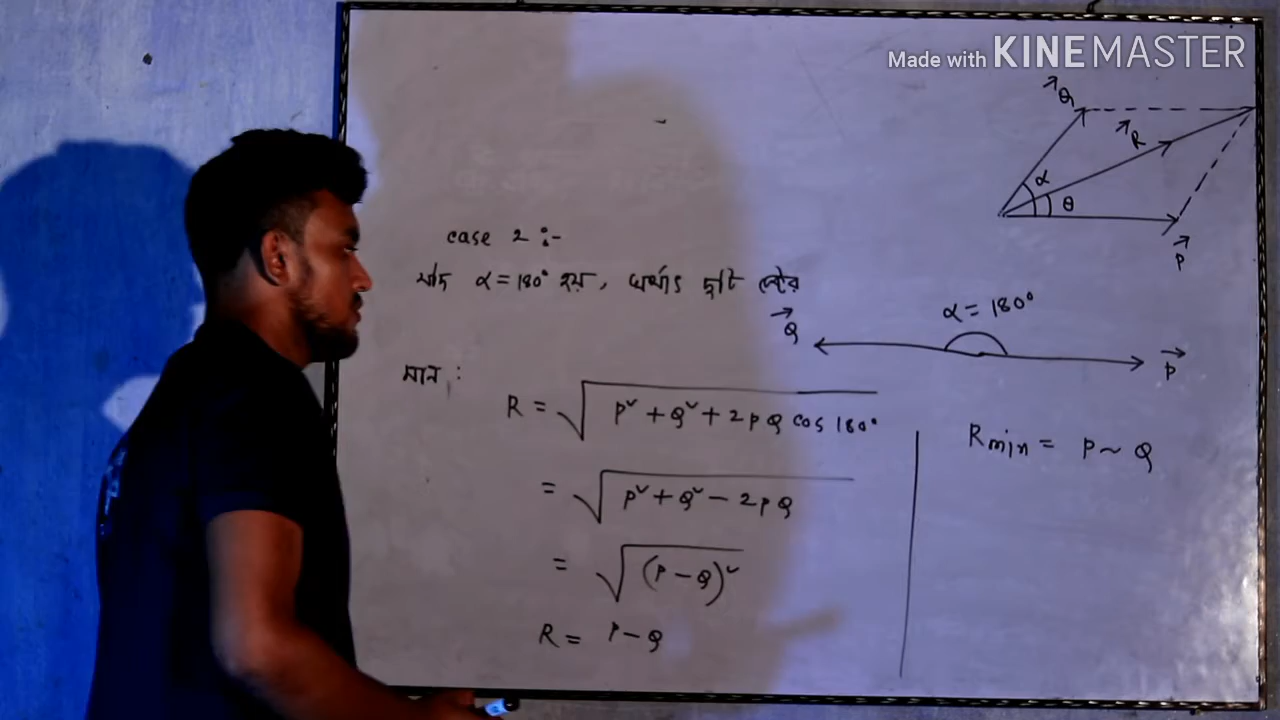 Made with KINEMASTER
Q⃗
R⃗
α
θ
P⃗
case 2 :-
যদি α = 180° হয়, অর্থাৎ দুটি ভেক্টর
α = 180°
Q⃗
P⃗
মান :
R = √(P² + Q² + 2PQ cos 180°)
= √(P² + Q² − 2PQ)
= √(P − Q)²
R = P − Q
Rmin = P ~ Q